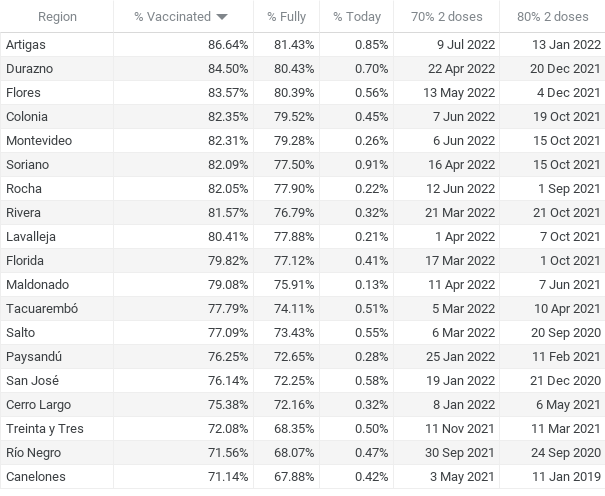 Region % Vaccinated % Fully % Today 70% 2 doses 80% 2 doses
Artigas 86.64% 81.43% 0.85% 9 Jul 2022 13 Jan 2022
Durazno 84.50% 80.43% 0.70% 22 Apr 2022 20 Dec 2021
Flores 83.57% 80.39% 0.56% 13 May 2022 4 Dec 2021
Colonia 82.35% 79.52% 0.45% 7 Jun 2022 19 Oct 2021
Montevideo 82.31% 79.28% 0.26% 6 Jun 2022 15 Oct 2021
Soriano 82.09% 77.50% 0.91% 16 Apr 2022 15 Oct 2021
Rocha 82.05% 77.90% 0.22% 12 Jun 2022 1 Sep 2021
Rivera 81.57% 76.79% 0.32% 21 Mar 2022 21 Oct 2021
Lavalleja 80.41% 77.88% 0.21% 1 Apr 2022 7 Oct 2021
Florida 79.82% 77.12% 0.41% 17 Mar 2022 1 Oct 2021
Maldonado 79.08% 75.91% 0.13% 11 Apr 2022 7 Jun 2021
Tacuarembó 77.79% 74.11% 0.51% 5 Mar 2022 10 Apr 2021
Salto 77.09% 73.43% 0.55% 6 Mar 2022 20 Sep 2020
Paysandú 76.25% 72.65% 0.28% 25 Jan 2022 11 Feb 2021
San José 76.14% 72.25% 0.58% 19 Jan 2022 21 Dec 2020
Cerro Largo 75.38% 72.16% 0.32% 8 Jan 2022 6 May 2021
Treinta y Tres 72.08% 68.35% 0.50% 11 Nov 2021 11 Mar 2021
Río Negro 71.56% 68.07% 0.47% 30 Sep 2021 24 Sep 2020
Canelones 71.14% 67.88% 0.42% 3 May 2021 11 Jan 2019